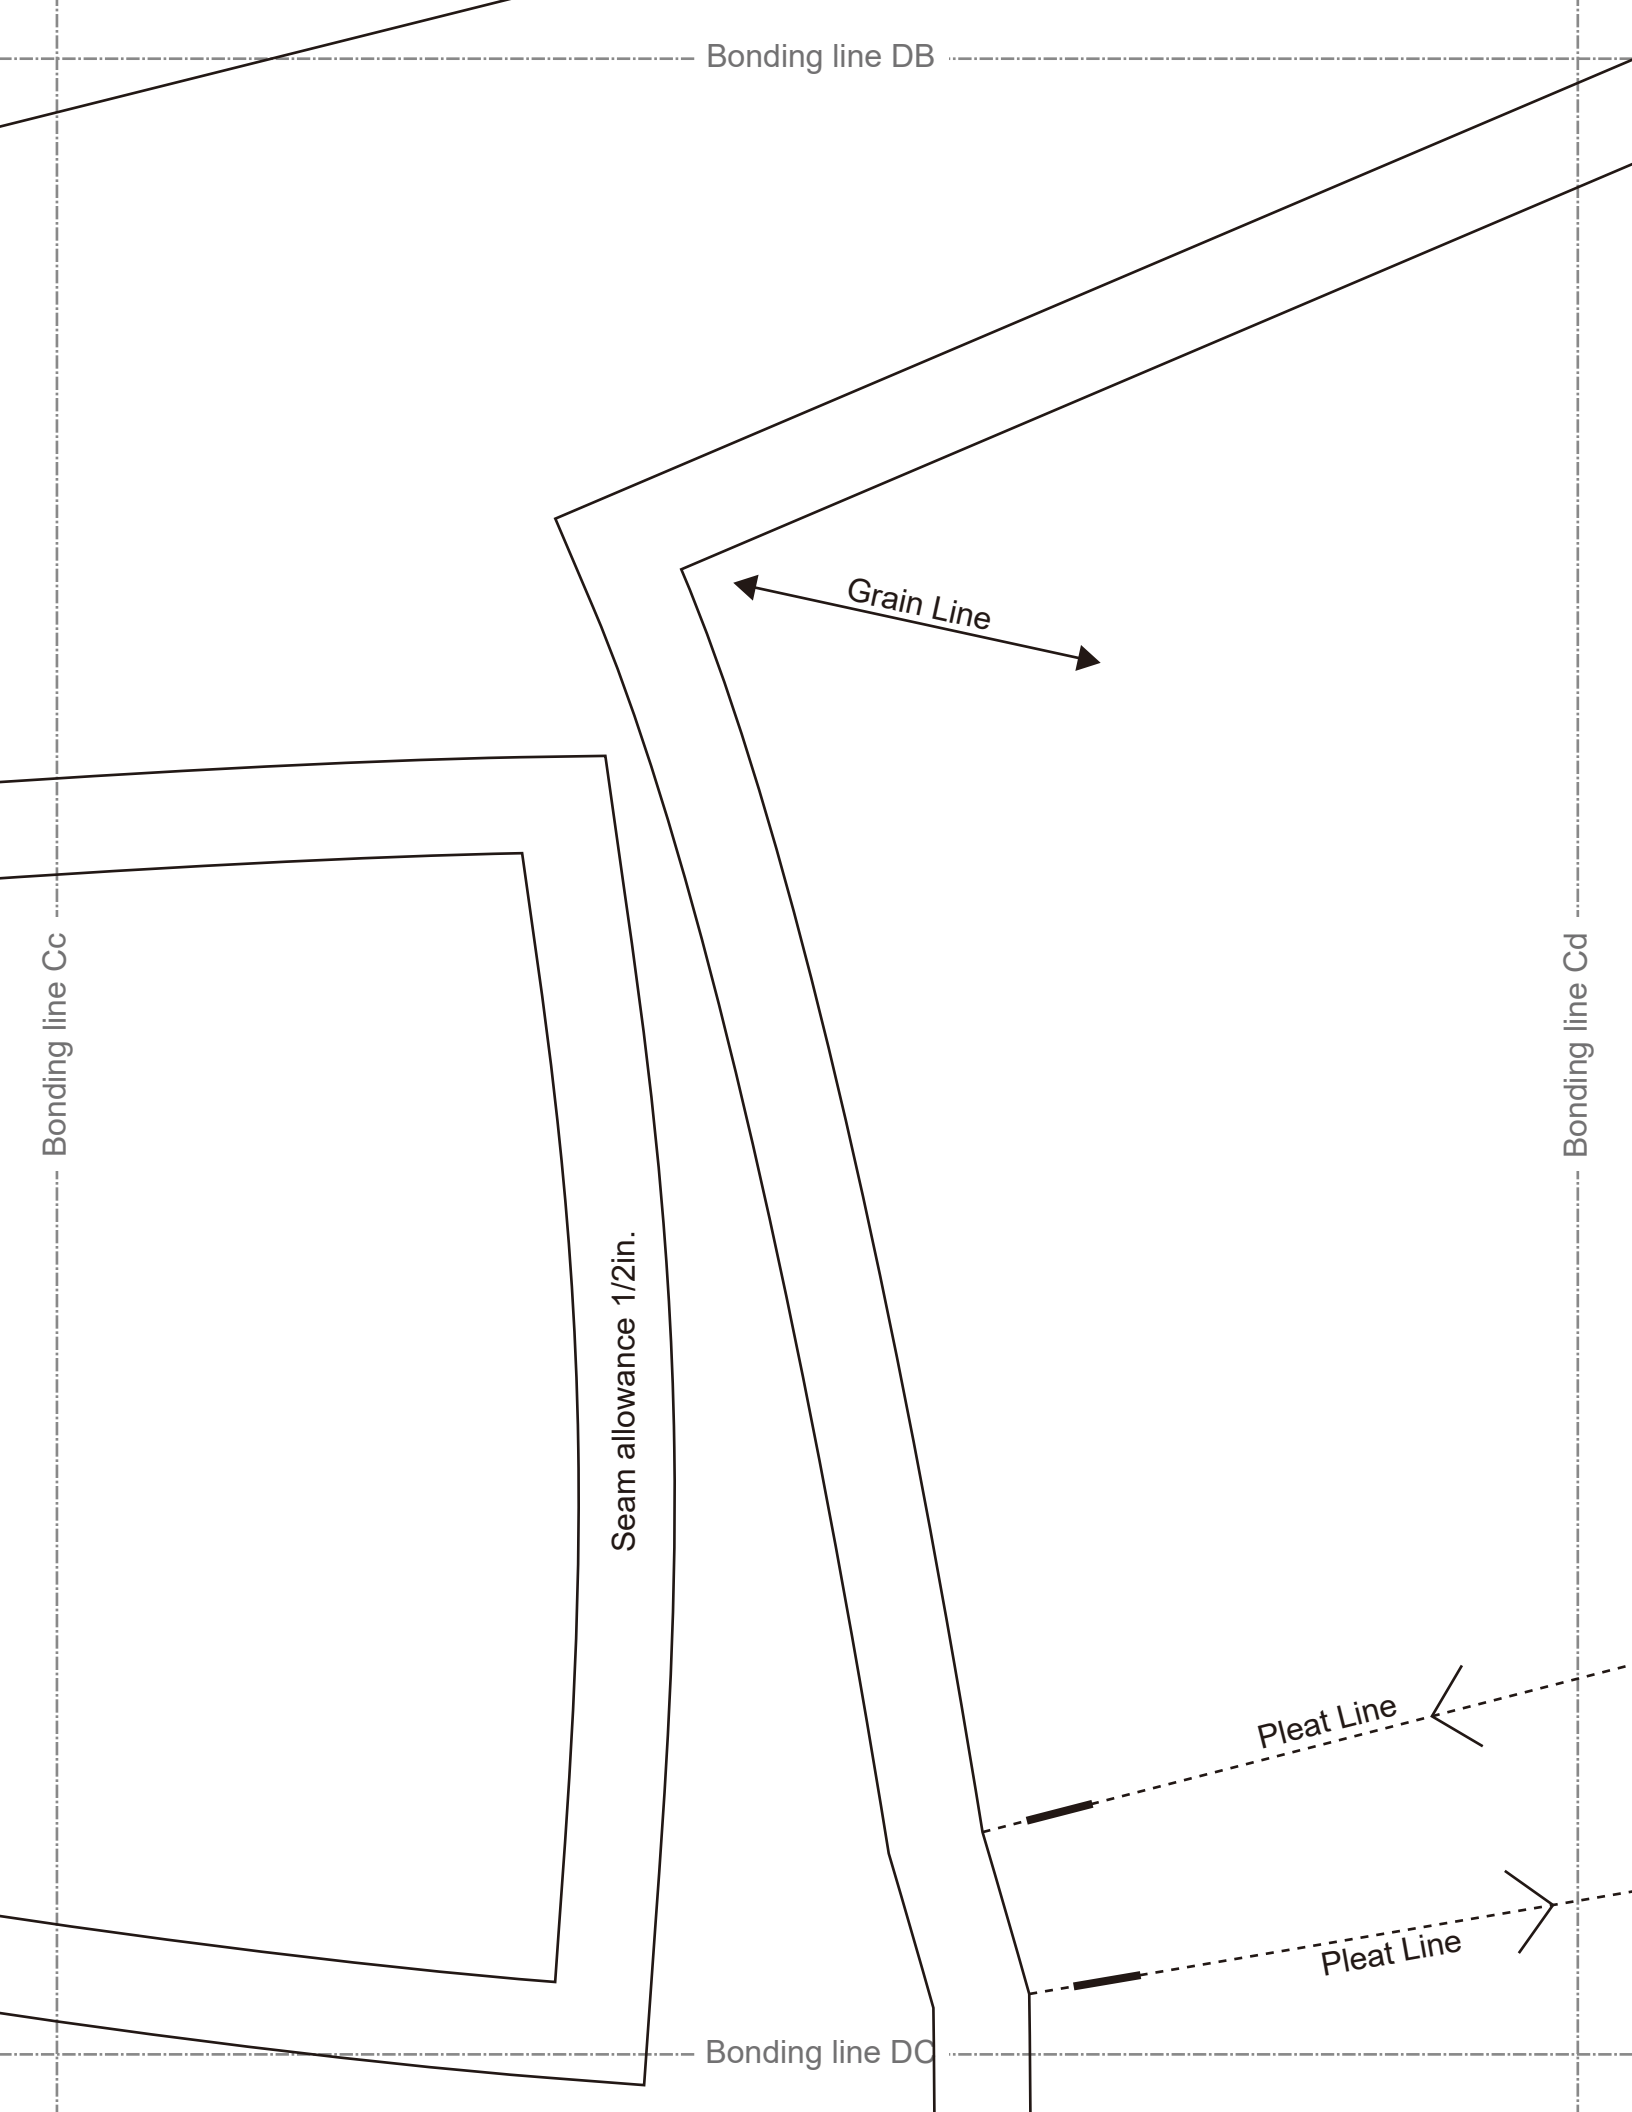 Bonding line DB
Grain Line
Bonding line Cc
Bonding line Cd
Seam allowance 1/2in.
Pleat Line
Pleat Line
Bonding line DC